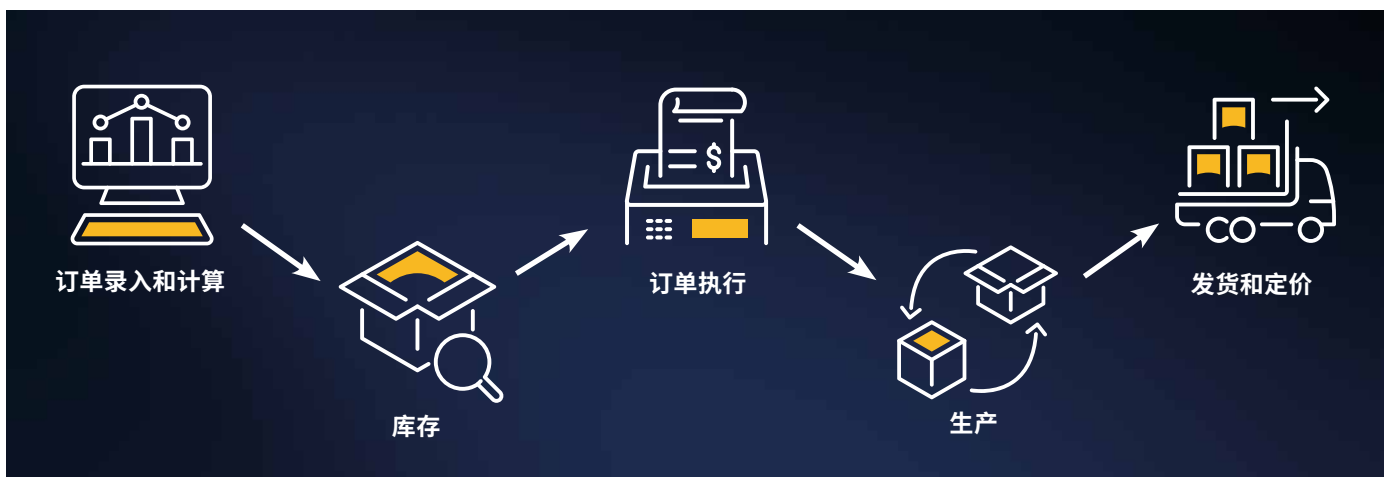 订单录入和计算
库存
订单执行
生产
发货和定价